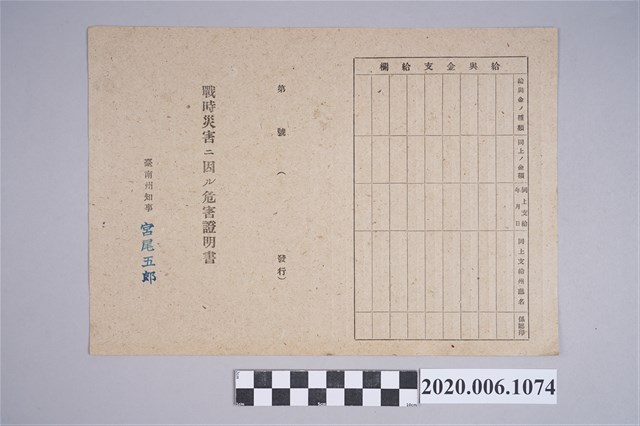 給與金支給欄
給與金ノ種類
同上ノ金額
同上支給年月日
同上支給州廳名
係認印
第　號（　　　發行）
戰時災害ニ因ル危害證明書
臺南州知事 宮尾五郎
2020.006.1074